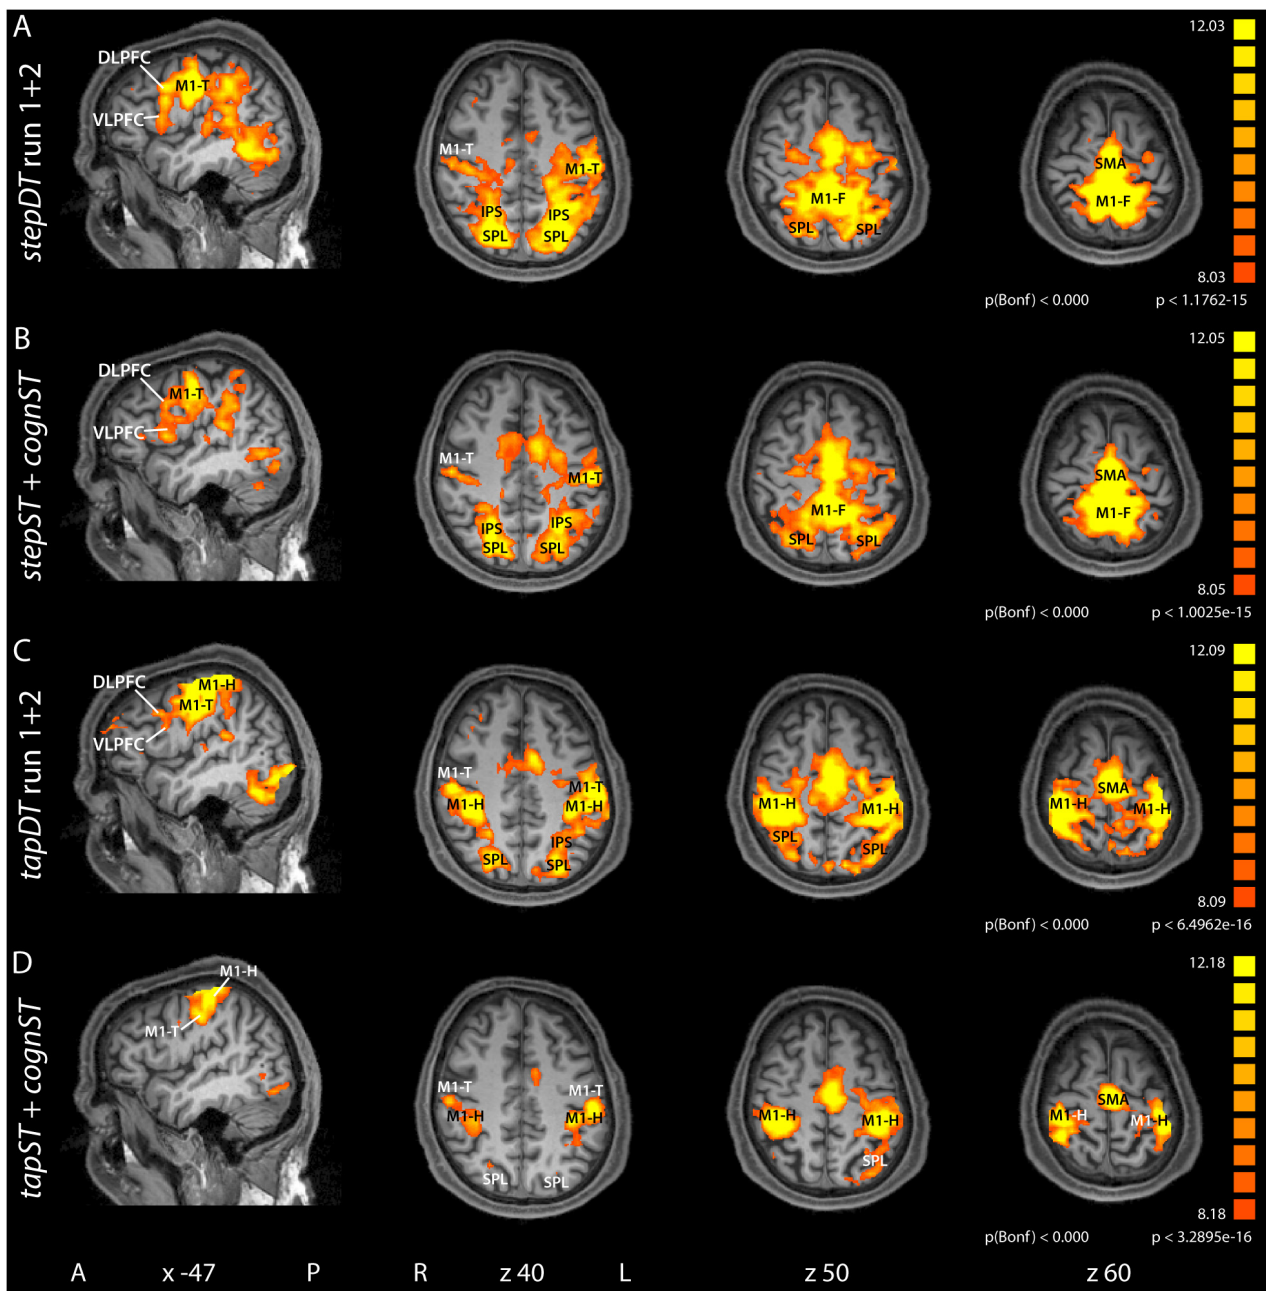 A
stepDT run 1+2
DLPFC
M1-T
VLPFC
M1-T
M1-T
IPS
IPS
SPL
SPL
M1-F
SPL
SPL
SMA
M1-F
12.03
8.03
p(Bonf) < 0.000
p < 1.1762-15
B
stepST + cognST
DLPFC
M1-T
VLPFC
M1-T
M1-T
IPS
IPS
SPL
SPL
M1-F
SPL
SPL
SMA
M1-F
12.05
8.05
p(Bonf) < 0.000
p < 1.0025e-15
C
tapDT run 1+2
DLPFC
M1-H
M1-T
VLPFC
M1-T
M1-T
M1-H
M1-H
IPS
SPL
SPL
M1-H
M1-H
SPL
SPL
SMA
M1-H
M1-H
12.09
8.09
p(Bonf) < 0.000
p < 6.4962e-16
D
tapST + cognST
M1-H
M1-T
M1-T
M1-T
M1-H
M1-H
SPL
SPL
M1-H
M1-H
SPL
SMA
M1-H
M1-H
12.18
8.18
p(Bonf) < 0.000
p < 3.2895e-16
A x -47 P R z 40 L z 50 z 60